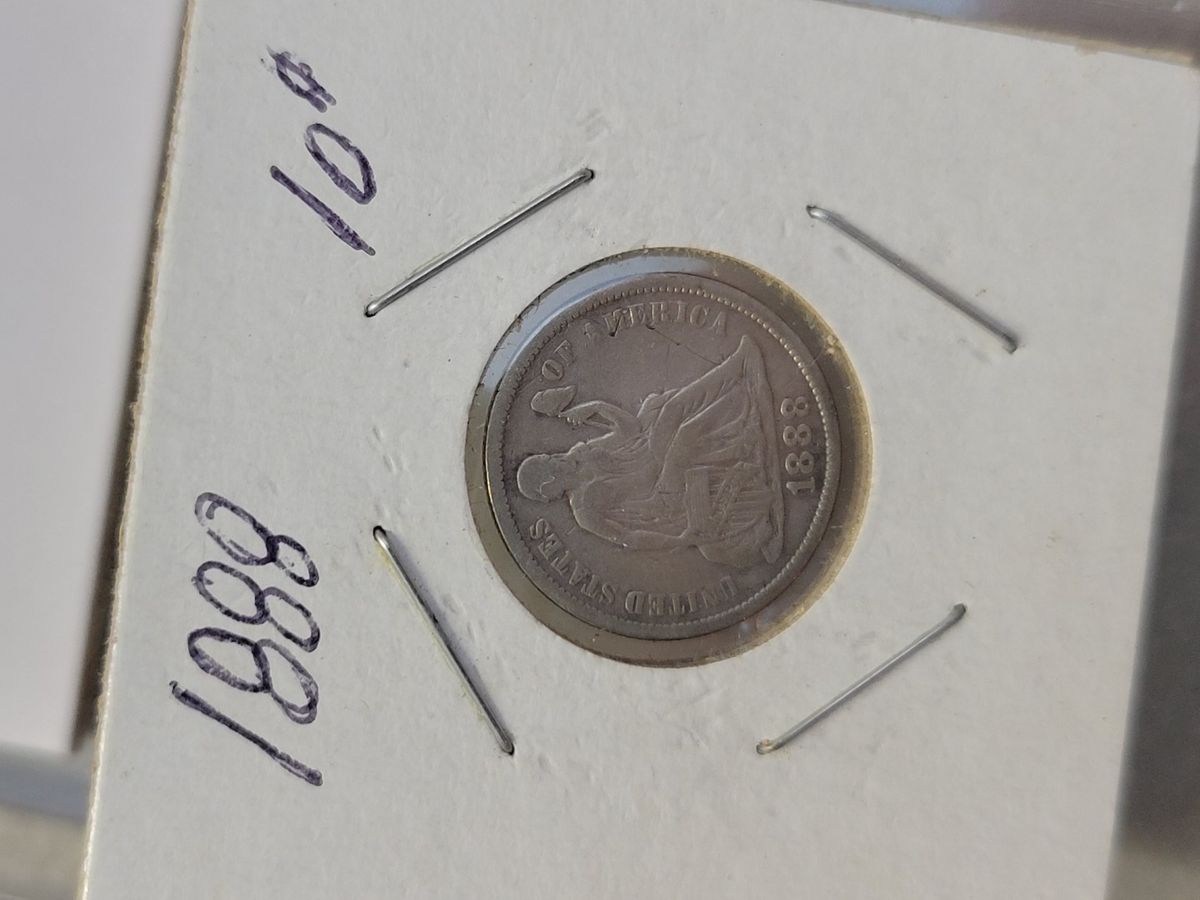 1888 10¢
UNITED STATES OF AMERICA
1888